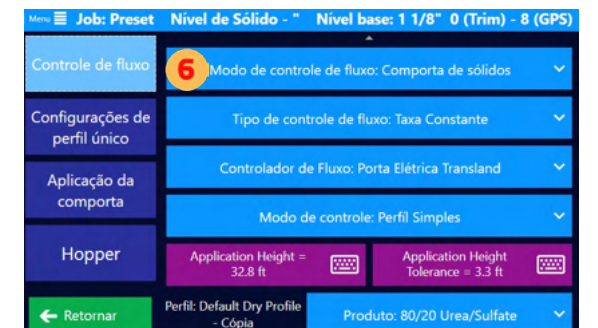 Menu Job: Preset Nível de Sólido - " Nível base: 1 1/8" 0 (Trim) - 8 (GPS)
Controle de fluxo
6 Modo de controle de fluxo: Comporta de sólidos
Configurações de
perfil único
Tipo de controle de fluxo: Taxa Constante
Aplicação da
comporta
Controlador de Fluxo: Porta Elétrica Transland
Modo de controle: Perfil Simples
Hopper
Application Height =
32.8 ft
Application Height
Tolerance = 3.3 ft
Retornar
Perfil: Default Dry Profile
- Cópia
Produto: 80/20 Urea/Sulfate